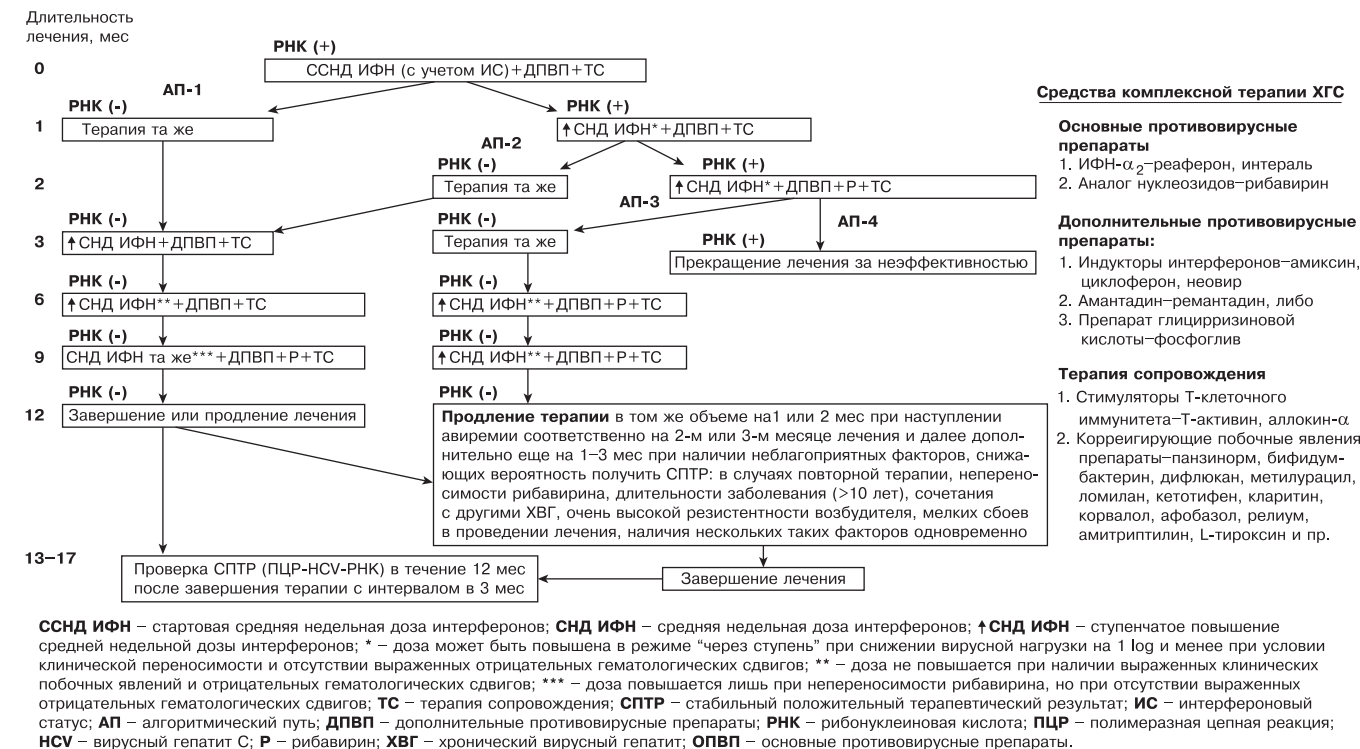 Длительность
лечения, мес
РНК (+)
0
ССНД ИФН (с учетом ИС)+ДПВП+ТС
АП-1
РНК (-)
РНК (+)
1
Терапия та же
↑СНД ИФН*+ДПВП+ТС
АП-2
РНК (-)
РНК (+)
2
Терапия та же
↑СНД ИФН*+ДПВП+Р+ТС
АП-3
АП-4
РНК (-)
РНК (-)
3
↑СНД ИФН+ДПВП+ТС
Терапия та же
РНК (+)
Прекращение лечения за неэффективностью
РНК (-)
РНК (-)
6
↑СНД ИФН**+ДПВП+ТС
↑СНД ИФН**+ДПВП+Р+ТС
РНК (-)
РНК (-)
9
СНД ИФН та же***+ДПВП+Р+ТС
↑СНД ИФН**+ДПВП+Р+ТС
РНК (-)
РНК (-)
12
Завершение или продление лечения
Продление терапии в том же объеме на1 или 2 мес при наступлении
авиремии соответственно на 2-м или 3-м месяце лечения и далее допол-
нительно еще на 1–3 мес при наличии неблагоприятных факторов, снижа-
ющих вероятность получить СПТР: в случаях повторной терапии, неперено-
симости рибавирина, длительности заболевания (>10 лет), сочетания
с другими ХВГ, очень высокой резистентности возбудителя, мелких сбоев
в проведении лечения, наличия нескольких таких факторов одновременно
13–17
Проверка СПТР (ПЦР-HCV-РНК) в течение 12 мес
после завершения терапии с интервалом в 3 мес
Завершение лечения
Средства комплексной терапии ХГС
Основные противовирусные
препараты
1. ИФН-α2–реаферон, интераль
2. Аналог нуклеозидов–рибавирин
Дополнительные противовирусные
препараты:
1. Индукторы интерферонов–амиксин,
циклоферон, неовир
2. Амантадин–ремантадин, либо
3. Препарат глицирризиновой
кислоты–фосфоглив
Терапия сопровождения
1. Стимуляторы Т-клеточного
иммунитета–Т-активин, аллокин-α
2. Корреигирующие побочные явления
препараты–панзинорм, бифидум-
бактерин, дифлюкан, метилурацил,
ломилан, кетотифен, кларитин,
корвалол, афобазол, релиум,
амитриптилин, L-тироксин и пр.
ССНД ИФН – стартовая средняя недельная доза интерферонов; СНД ИФН – средняя недельная доза интерферонов; ↑СНД ИФН – ступенчатое повышение
средней недельной дозы интерферонов; * – доза может быть повышена в режиме “через ступень” при снижении вирусной нагрузки на 1 log и менее при условии
клинической переносимости и отсутствии выраженных отрицательных гематологических сдвигов; ** – доза не повышается при наличии выраженных клинических
побочных явлений и отрицательных гематологических сдвигов; *** – доза повышается лишь при непереносимости рибавирина, но при отсутствии выраженных
отрицательных гематологических сдвигов; ТС – терапия сопровождения; СПТР – стабильный положительный терапевтический результат; ИС – интерфероновый
статус; АП – алгоритмический путь; ДПВП – дополнительные противовирусные препараты; РНК – рибонуклеиновая кислота; ПЦР – полимеразная цепная реакция;
HCV – вирусный гепатит С; Р – рибавирин; ХВГ – хронический вирусный гепатит; ОПВП – основные противовирусные препараты.